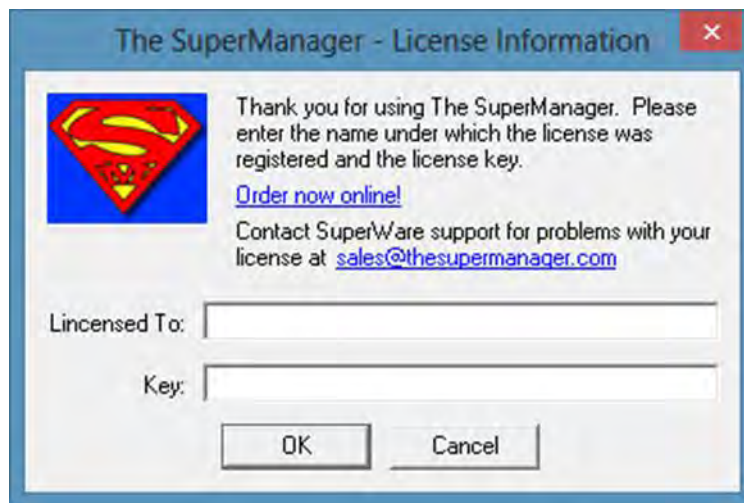 The SuperManager - License Information
Thank you for using The SuperManager. Please
enter the name under which the license was
registered and the license key.
Order now online!
Contact SuperWare support for problems with your
license at sales@thesupermanager.com
Lincensed To:
Key:
OK Cancel